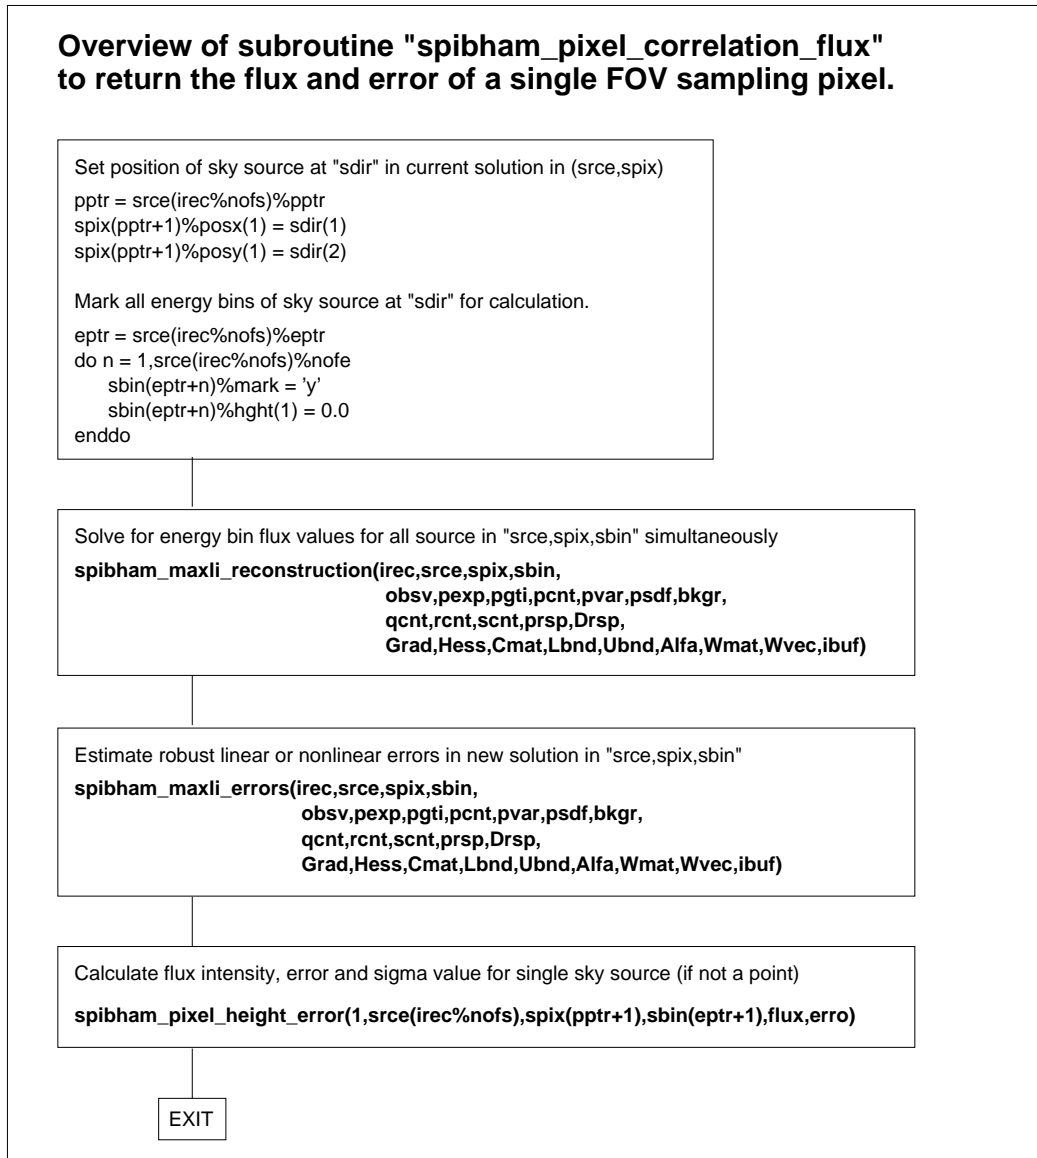 Overview of subroutine "spibham_pixel_correlation_flux"
to return the flux and error of a single FOV sampling pixel.
Set position of sky source at "sdir" in current solution in (srce,spix)
pptr = srce(irec%nofs)%pptr
spix(pptr+1)%posx(1) = sdir(1)
spix(pptr+1)%posy(1) = sdir(2)
Mark all energy bins of sky source at "sdir" for calculation.
eptr = srce(irec%nofs)%eptr
do n = 1,srce(irec%nofs)%nofe
sbin(eptr+n)%mark = 'y'
sbin(eptr+n)%hght(1) = 0.0
enddo
Solve for energy bin flux values for all source in "srce,spix,sbin" simultaneously
spibham_maxli_reconstruction(irec,srce,spix,sbin,
obsv,pexp,pgti,pcnt,pvar,psdf,bkgr,
qcnt,rcnt,scnt,prsp,Drsp,
Grad,Hess,Cmat,Lbnd,Ubnd,Alfa,Wmat,Wvec,ibuf)
Estimate robust linear or nonlinear errors in new solution in "srce,spix,sbin"
spibham_maxli_errors(irec,srce,spix,sbin,
obsv,pexp,pgti,pcnt,pvar,psdf,bkgr,
qcnt,rcnt,scnt,prsp,Drsp,
Grad,Hess,Cmat,Lbnd,Ubnd,Alfa,Wmat,Wvec,ibuf)
Calculate flux intensity, error and sigma value for single sky source (if not a point)
spibham_pixel_height_error(1,srce(irec%nofs),spix(pptr+1),sbin(eptr+1),flux,erro)
EXIT